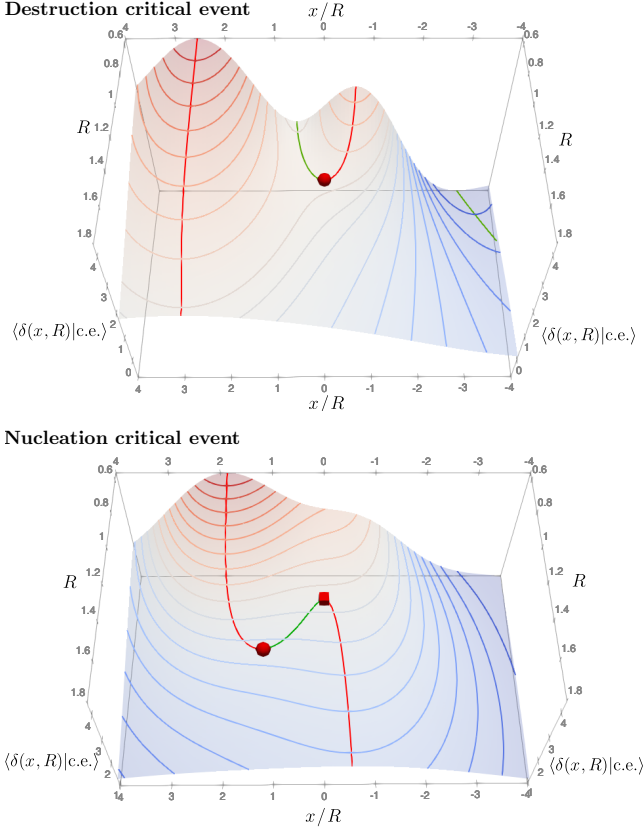 Destruction critical event
x/R
4 3 2 1 0 -1 -2 -3 -4
0.6 0.6
0.8 0.8
1 1
R 1.2 1.2 R
1.4 1.4
1.6 1.6
1.8 1.8
4 4
3 3
⟨δ(x, R)|c.e.⟩ 2 2 ⟨δ(x, R)|c.e.⟩
1 1
0 0
4 3 2 1 0 -1 -2 -3 -4
x/R
Nucleation critical event
x/R
4 3 2 1 0 -1 -2 -3 -4
0.6 0.6
0.8 0.8
1 1
R 1.2 1.2 R
1.4 1.4
1.6 1.6
1.8 1.8
4 4
⟨δ(x, R)|c.e.⟩ 3 3 ⟨δ(x, R)|c.e.⟩
2 2
4 3 2 1 0 -1 -2 -3 -4
x/R